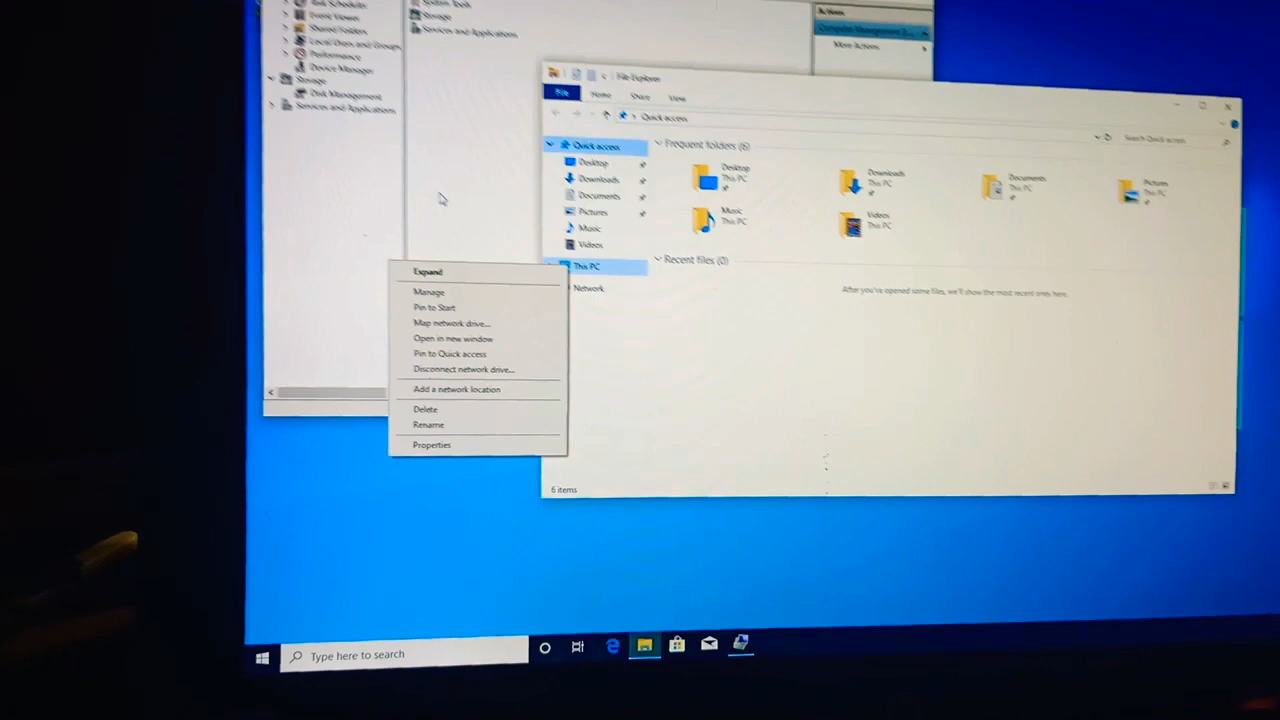 Task Scheduler
Event Viewer
Shared Folders
Local Users and Groups
Performance
Device Manager
Storage
Disk Management
Services and Applications
System Tools
Storage
Services and Applications
Actions
Computer Management (L...
More Actions
File Explorer
File
Home
Share
View
Quick access
Search Quick access
Quick access
Desktop
Downloads
Documents
Pictures
Music
Videos
This PC
Network
Frequent folders (6)
Desktop
This PC
Downloads
This PC
Documents
This PC
Pictures
This PC
Music
This PC
Videos
This PC
Recent files (0)
After you've opened some files, we'll show the most recent ones here.
Expand
Manage
Pin to Start
Map network drive...
Open in new window
Pin to Quick access
Disconnect network drive...
Add a network location
Delete
Rename
Properties
6 items
Type here to search